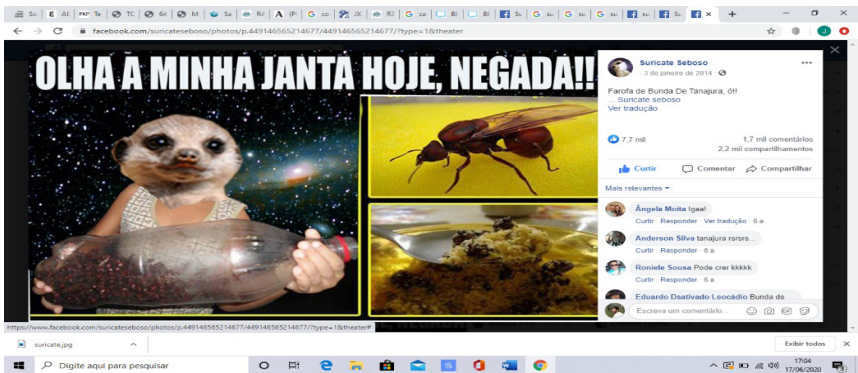 facebook.com/suricateseboso/photos/p.449146565214677/449146565214677/?type=1&theater
OLHA A MINHA JANTA HOJE, NEGADA!!
Suricate Seboso
3 de janeiro de 2014
Farofa de Bunda De Tanajura, ó!!
... Suricate seboso
Ver tradução
7,7 mil
1,7 mil comentários
2,2 mil compartilhamentos
Curtir Comentar Compartilhar
Mais relevantes
Ângela Moita Igaa!
Curtir · Responder · Ver tradução · 6 a
Anderson Silva tanajura rsrsrs...
Curtir · Responder · 6 a
Roniele Sousa Pode crer kkkkk
Curtir · Responder · 6 a
Eduardo Daativado Leocádio Bunda de
Escreva um comentário...
https://www.facebook.com/suricateseboso/photos/p.449146565214677/449146565214677/?type=1&theater#
suricate.jpg
Exibir todos
Digite aqui para pesquisar
17:04
17/06/2020